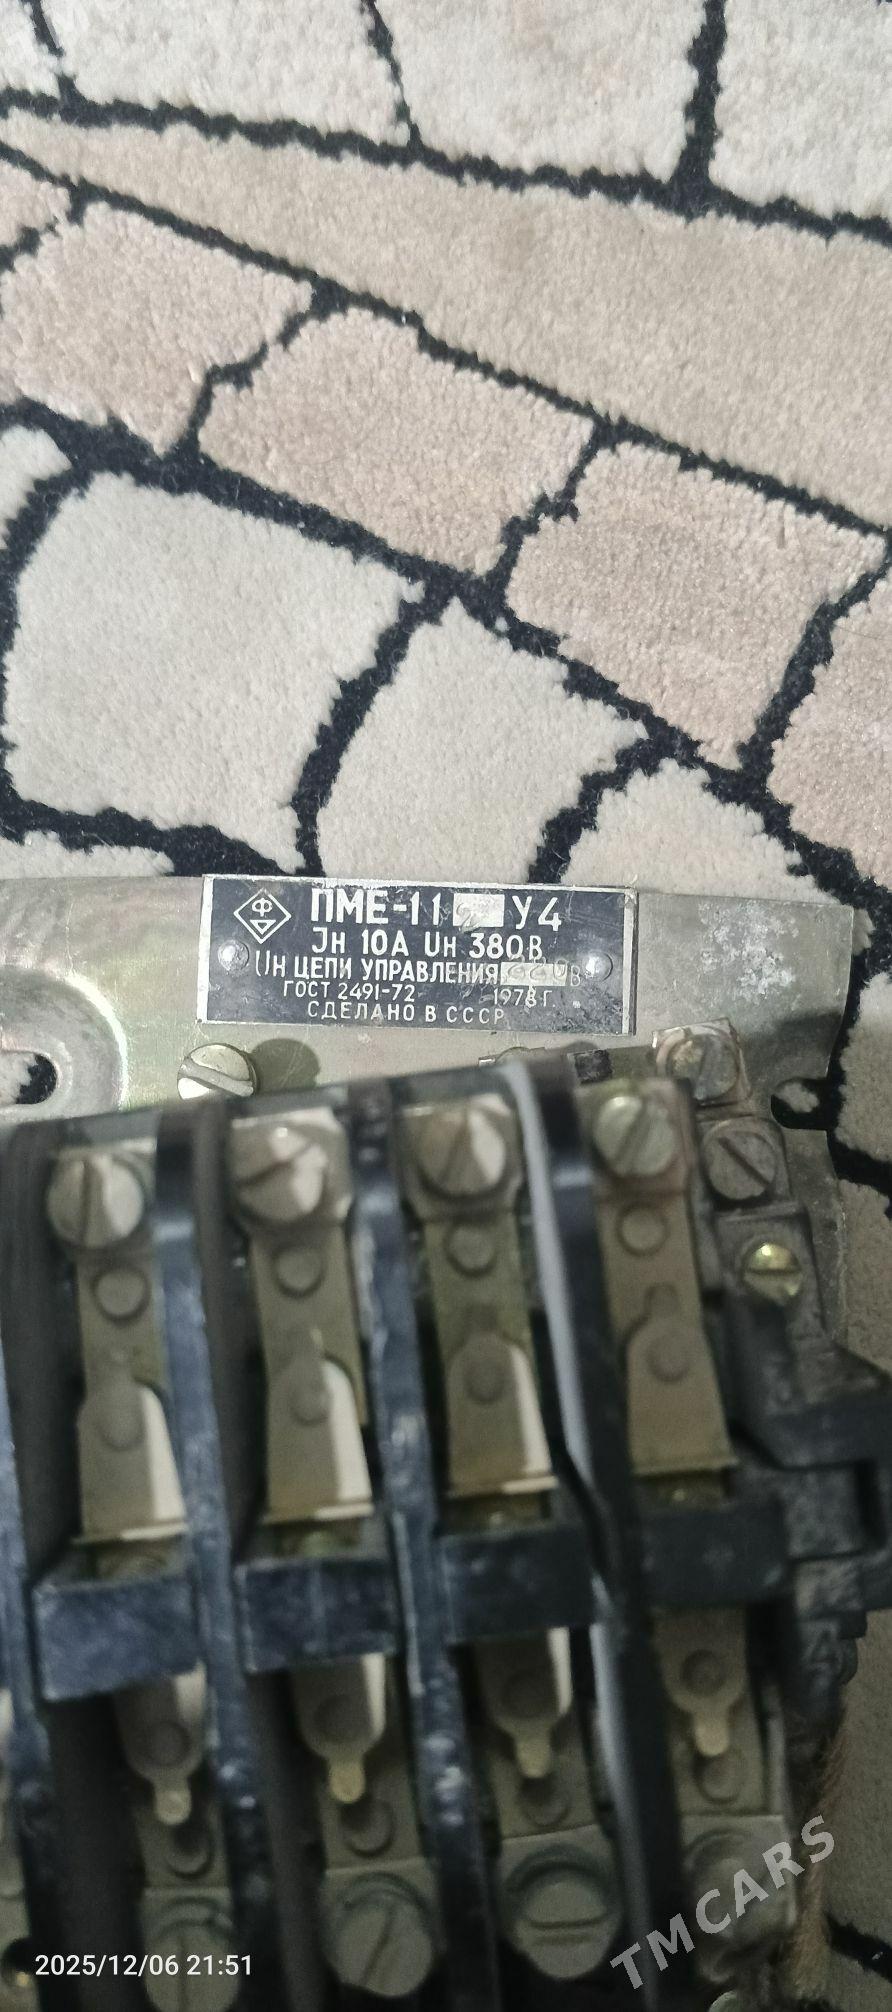 Ф
ПМЕ-11 У4
Jн 10А Uн 380В
Uн ЦЕПИ УПРАВЛЕНИЯ 220 В
ГОСТ 2491-72 1978 г.
СДЕЛАНО В СССР
2025/12/06 21:51
TMCARS